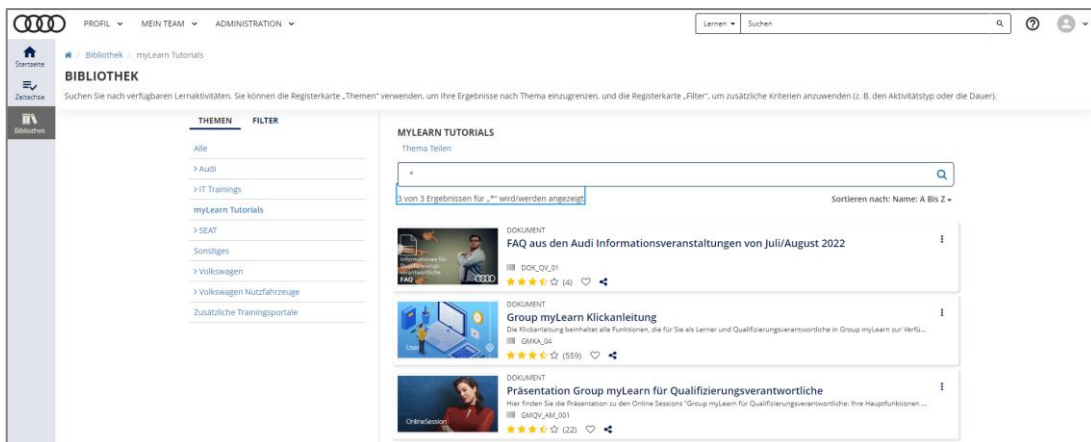 PROFIL MEIN TEAM ADMINISTRATION Lernen Suchen
Startseite
Zeitachse
Bibliothek
/ Bibliothek / myLearn Tutorials
BIBLIOTHEK
Suchen Sie nach verfügbaren Lernaktivitäten. Sie können die Registerkarte „Themen" verwenden, um Ihre Ergebnisse nach Thema einzugrenzen, und die Registerkarte „Filter", um zusätzliche Kriterien anzuwenden (z. B. den Aktivitätstyp oder die Dauer).
THEMEN FILTER
Alle
> Audi
> IT Trainings
myLearn Tutorials
> SEAT
Sonstiges
> Volkswagen
> Volkswagen Nutzfahrzeuge
Zusätzliche Trainingsportale
MYLEARN TUTORIALS
Thema Teilen
*
3 von 3 Ergebnissen für „*" wird/werden angezeigt
Sortieren nach: Name: A Bis Z
DOKUMENT
FAQ aus den Audi Informationsveranstaltungen von Juli/August 2022
DOK_QV_01
(4)
Informationen für
Qualifizierungs-
verantwortliche
FAQ
DOKUMENT
Group myLearn Klickanleitung
Die Klickanleitung beinhaltet alle Funktionen, die für Sie als Lerner und Qualifizierungsverantwortliche in Group myLearn zur Verfü...
GMKA_04
(559)
User
DOKUMENT
Präsentation Group myLearn für Qualifizierungsverantwortliche
Hier finden Sie die Präsentation zu den Online Sessions "Group myLearn für Qualifizierungsverantwortliche: Ihre Hauptfunktionen ...
GMQV_AM_001
(22)
OnlineSession